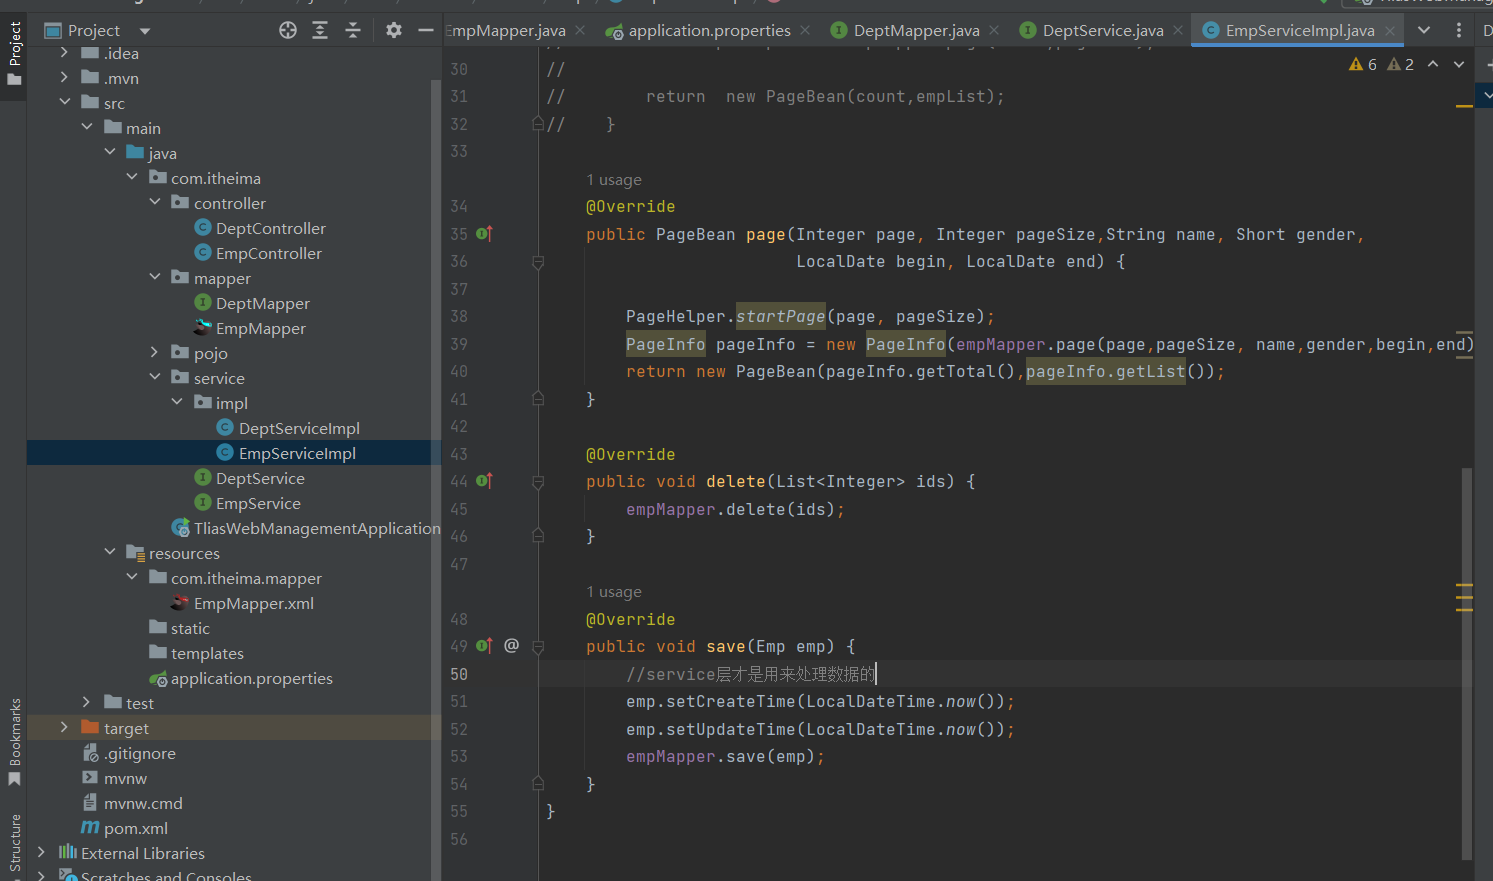 Project
EmpMapper.java
application.properties
DeptMapper.java
DeptService.java
EmpServiceImpl.java
Project
Bookmarks
Structure
.idea
.mvn
src
main
java
com.itheima
controller
DeptController
EmpController
mapper
DeptMapper
EmpMapper
pojo
service
impl
DeptServiceImpl
EmpServiceImpl
DeptService
EmpService
TliasWebManagementApplication
resources
com.itheima.mapper
EmpMapper.xml
static
templates
application.properties
test
target
.gitignore
mvnw
mvnw.cmd
pom.xml
External Libraries
Scratches and Consoles
6 2
30 //
31 // return  new PageBean(count,empList);
32 // }
33
1 usage
34 @Override
35 public PageBean page(Integer page, Integer pageSize,String name, Short gender,
36 LocalDate begin, LocalDate end) {
37
38 PageHelper.startPage(page, pageSize);
39 PageInfo pageInfo = new PageInfo(empMapper.page(page,pageSize, name,gender,begin,end)
40 return new PageBean(pageInfo.getTotal(),pageInfo.getList());
41 }
42
43 @Override
44 public void delete(List<Integer> ids) {
45 empMapper.delete(ids);
46 }
47
1 usage
48 @Override
49 @ public void save(Emp emp) {
50 //service层才是用来处理数据的
51 emp.setCreateTime(LocalDateTime.now());
52 emp.setUpdateTime(LocalDateTime.now());
53 empMapper.save(emp);
54 }
55 }
56